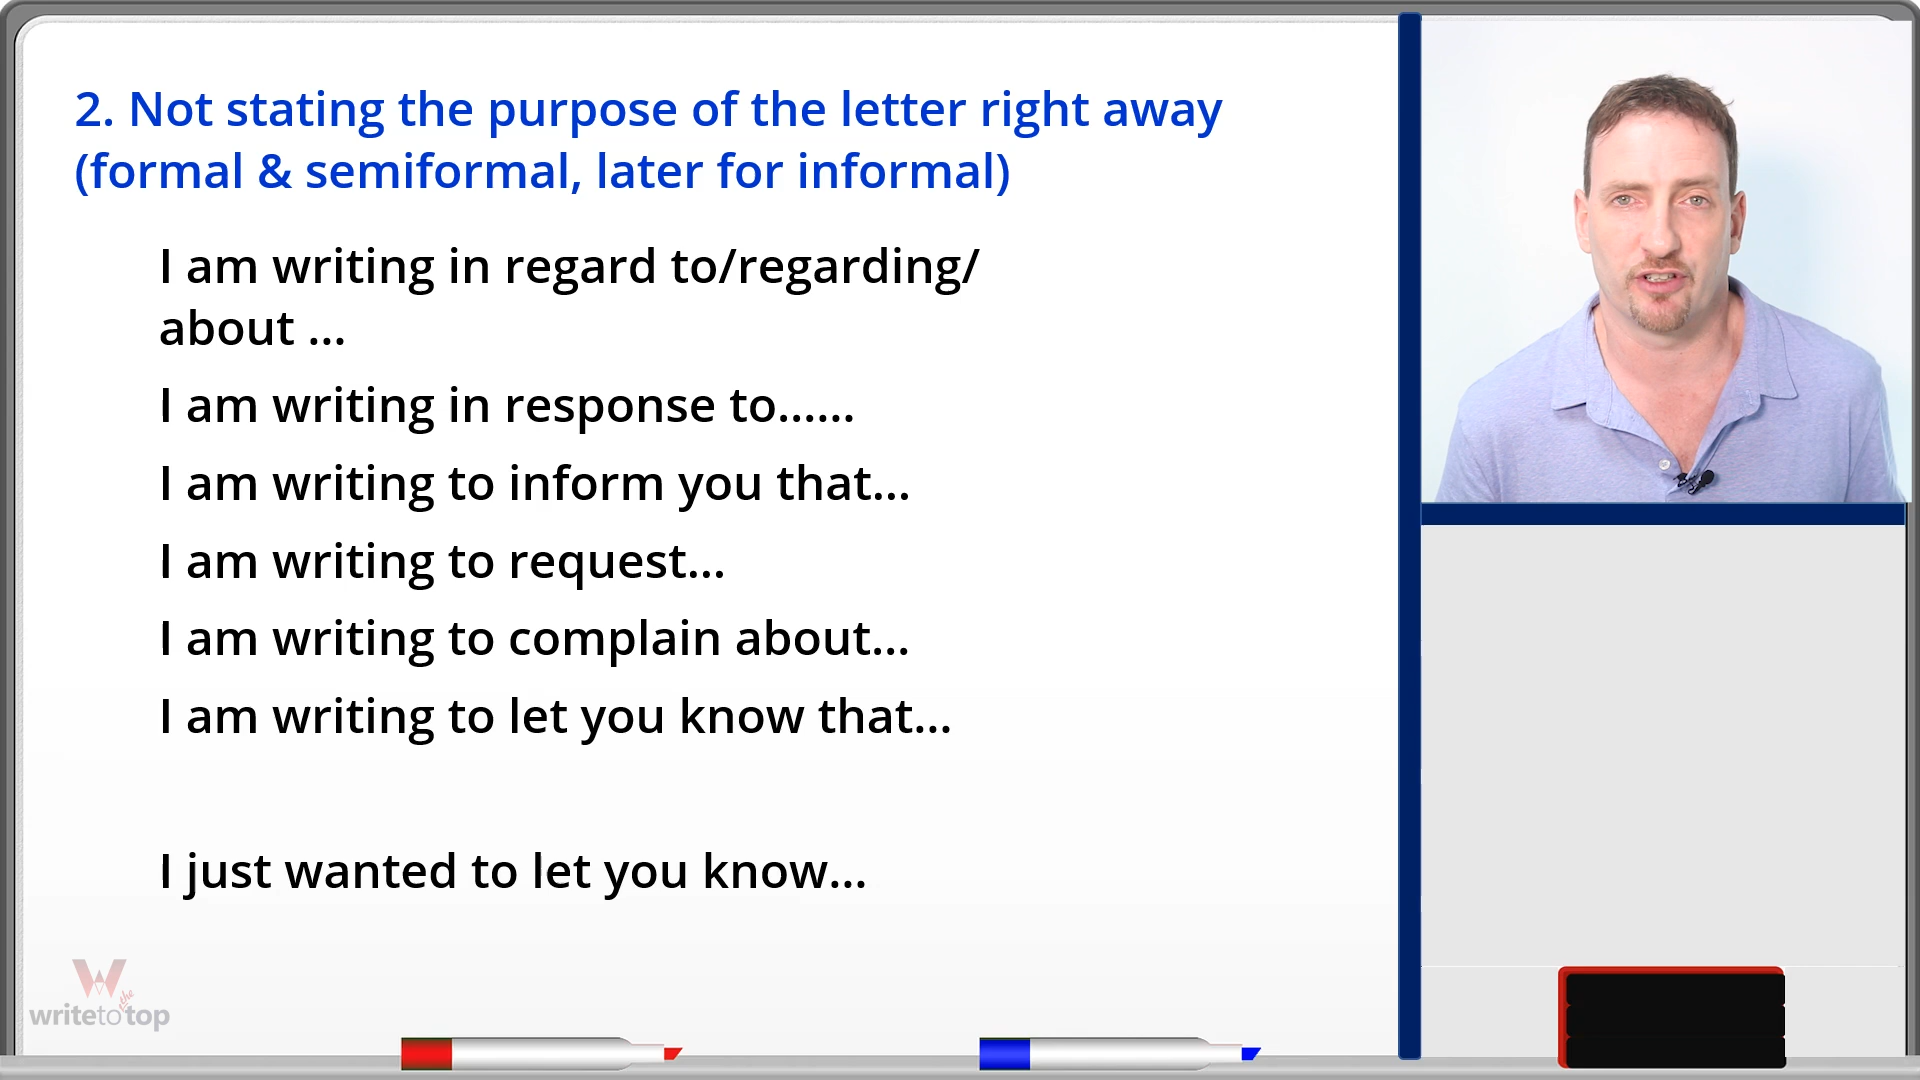 2. Not stating the purpose of the letter right away
(formal & semiformal, later for informal)
I am writing in regard to/regarding/
about ...
I am writing in response to......
I am writing to inform you that...
I am writing to request...
I am writing to complain about...
I am writing to let you know that...
I just wanted to let you know...
W
writetothetop